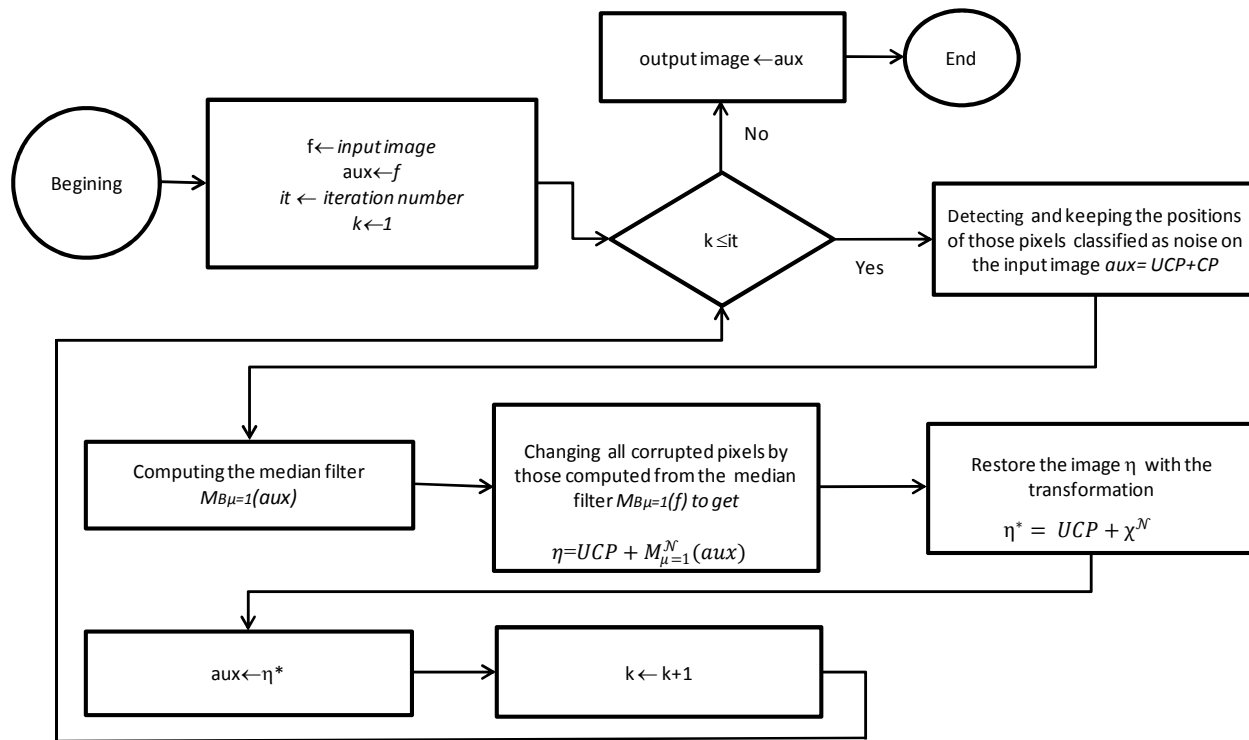 Begining
f← input image
aux←f
it ← iteration number
k←1
k ≤it
No
output image ←aux
End
Yes
Detecting and keeping the positions
of those pixels classified as noise on
the input image aux= UCP+CP
Computing the median filter
MBμ=1(aux)
Changing all corrupted pixels by
those computed from the median
filter MBμ=1(f) to get
η=UCP + M^𝒩_μ=1(aux)
Restore the image η with the
transformation
η* = UCP + χ^𝒩
aux←η*
k ← k+1